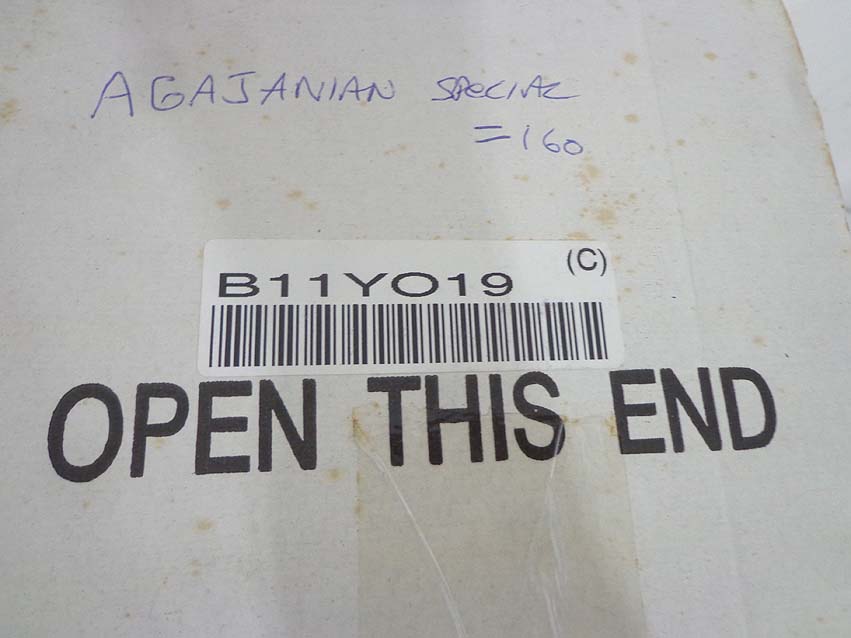 AGAJANIAN SPECIAL
=160
(C)
B11YO19
OPEN THIS END